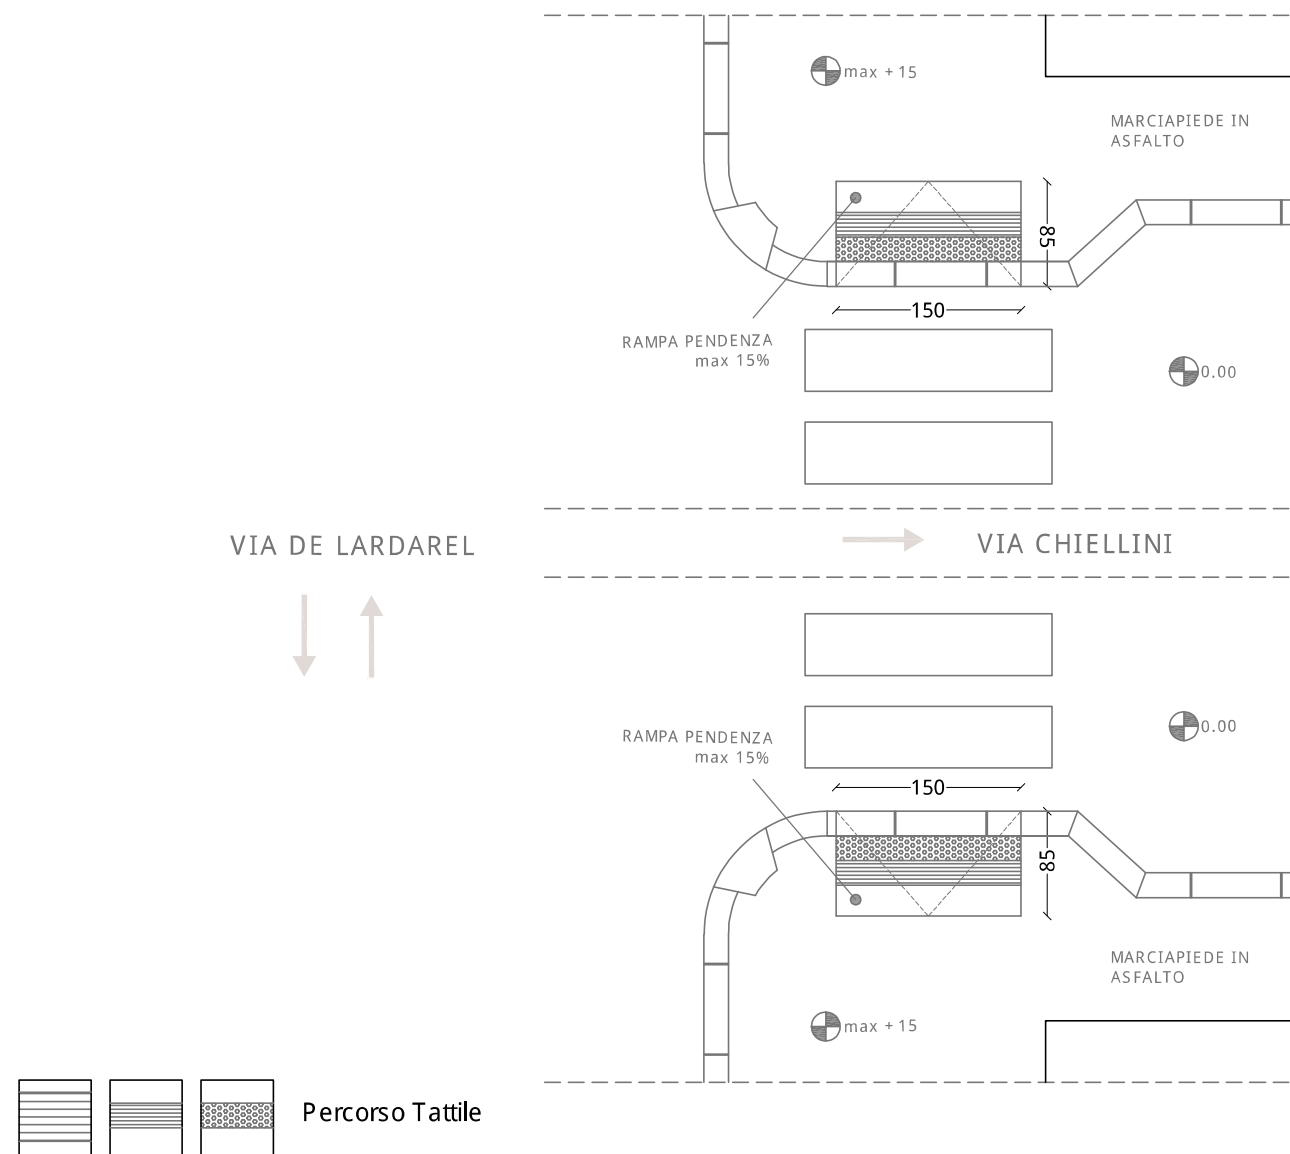 max + 15
MARCIAPIEDE IN
ASFALTO
85
150
RAMPA PENDENZA
max 15%
0.00
VIA DE LARDAREL
VIA CHIELLINI
RAMPA PENDENZA
max 15%
0.00
150
85
MARCIAPIEDE IN
ASFALTO
max + 15
Percorso Tattile